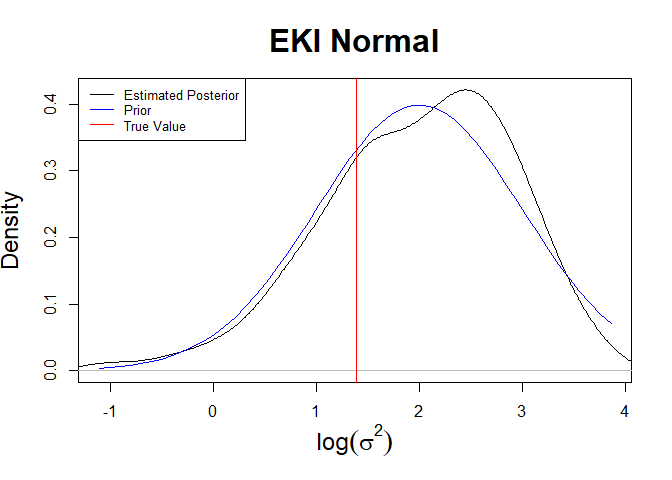 EKI Normal
Estimated Posterior
Prior
True Value
Density
0.4
0.3
0.2
0.1
0.0
-1 0 1 2 3 4
log(σ²)